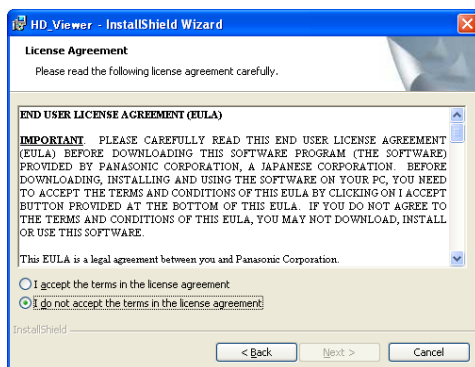 HD_Viewer - InstallShield Wizard
License Agreement
Please read the following license agreement carefully.
END USER LICENSE AGREEMENT (EULA)
IMPORTANT. PLEASE CAREFULLY READ THIS END USER LICENSE AGREEMENT
(EULA) BEFORE DOWNLOADING THIS SOFTWARE PROGRAM (THE SOFTWARE)
PROVIDED BY PANASONIC CORPORATION, A JAPANESE CORPORATION. BEFORE
DOWNLOADING, INSTALLING AND USING THE SOFTWARE ON YOUR PC, YOU NEED
TO ACCEPT THE TERMS AND CONDITIONS OF THIS EULA BY CLICKING ON I ACCEPT
BUTTON PROVIDED AT THE BOTTOM OF THIS EULA. IF YOU DO NOT AGREE TO
THE TERMS AND CONDITIONS OF THIS EULA, YOU MAY NOT DOWNLOAD, INSTALL
OR USE THIS SOFTWARE.
This EULA is a legal agreement between you and Panasonic Corporation.
I accept the terms in the license agreement
I do not accept the terms in the license agreement
InstallShield
< Back
Next >
Cancel